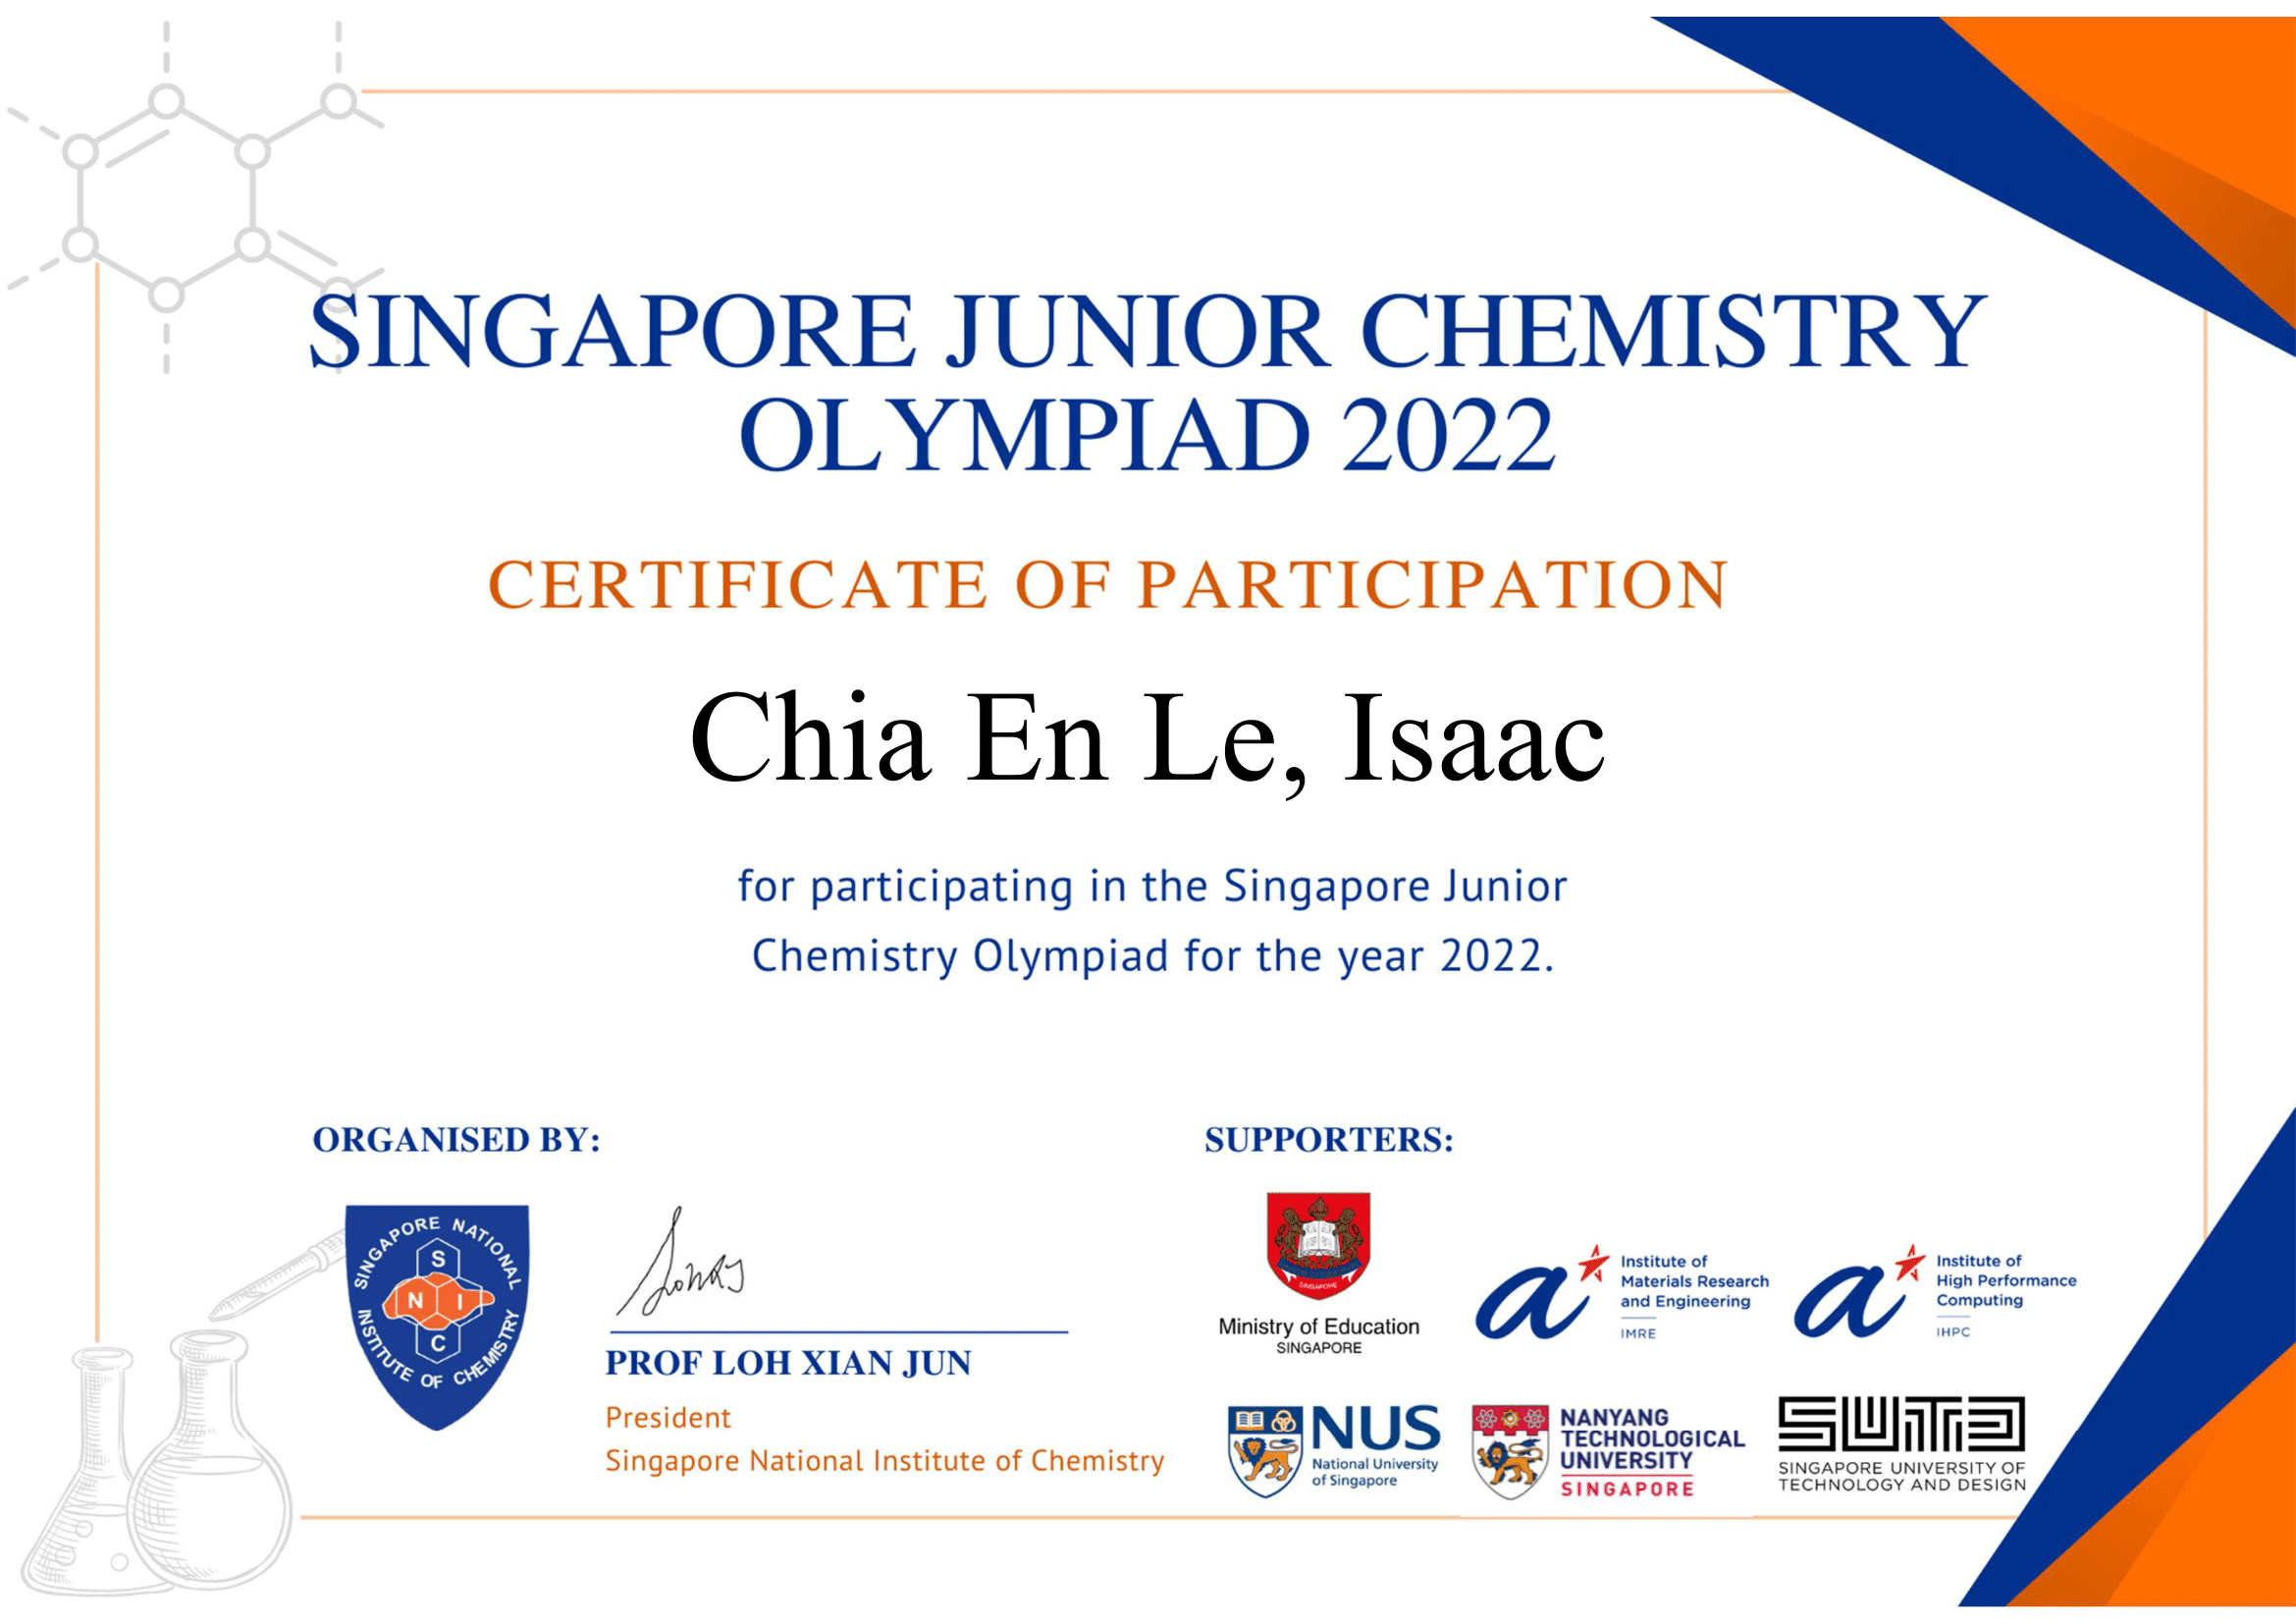 SINGAPORE JUNIOR CHEMISTRY
OLYMPIAD 2022
CERTIFICATE OF PARTICIPATION
Chia En Le, Isaac
for participating in the Singapore Junior
Chemistry Olympiad for the year 2022.
ORGANISED BY:
SINGAPORE NATIONAL
INSTITUTE OF CHEMISTRY
S
N I
C
PROF LOH XIAN JUN
President
Singapore National Institute of Chemistry
SUPPORTERS:
SINGAPORE
Ministry of Education
SINGAPORE
Institute of
Materials Research
and Engineering
IMRE
Institute of
High Performance
Computing
IHPC
NUS
National University
of Singapore
NANYANG
TECHNOLOGICAL
UNIVERSITY
SINGAPORE
SUTD
SINGAPORE UNIVERSITY OF
TECHNOLOGY AND DESIGN